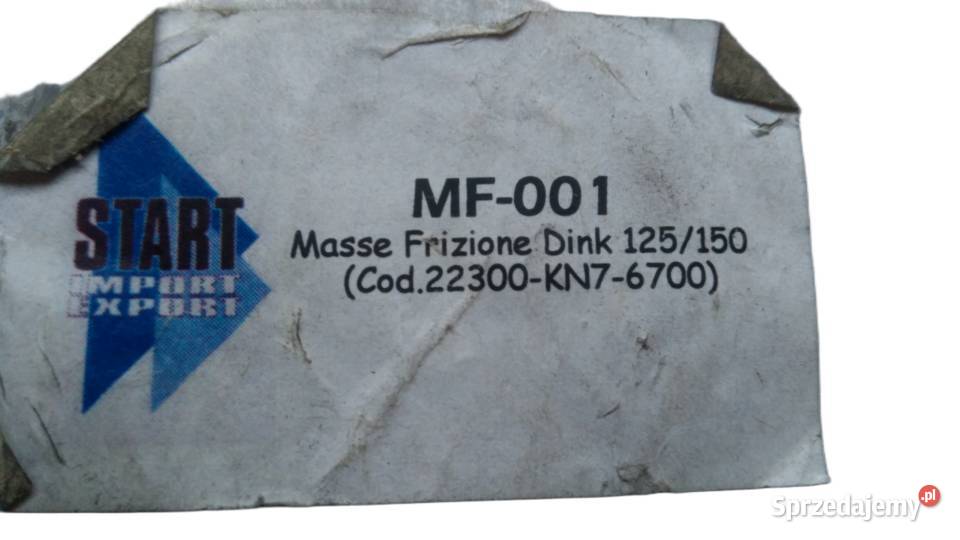 START
IMPORT
EXPORT
MF-001
Masse Frizione Dink 125/150
(Cod.22300-KN7-6700)
Sprzedajemy.pl